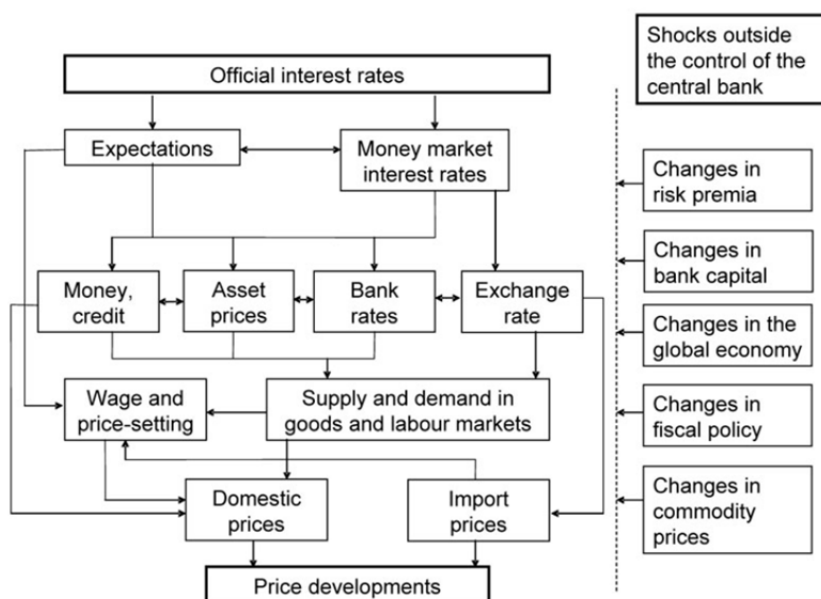 Official interest rates
Shocks outside
the control of the
central bank
Expectations
Money market
interest rates
Changes in
risk premia
Money,
credit
Asset
prices
Bank
rates
Exchange
rate
Changes in
bank capital
Changes in the
global economy
Wage and
price-setting
Supply and demand in
goods and labour markets
Changes in
fiscal policy
Domestic
prices
Import
prices
Changes in
commodity
prices
Price developments